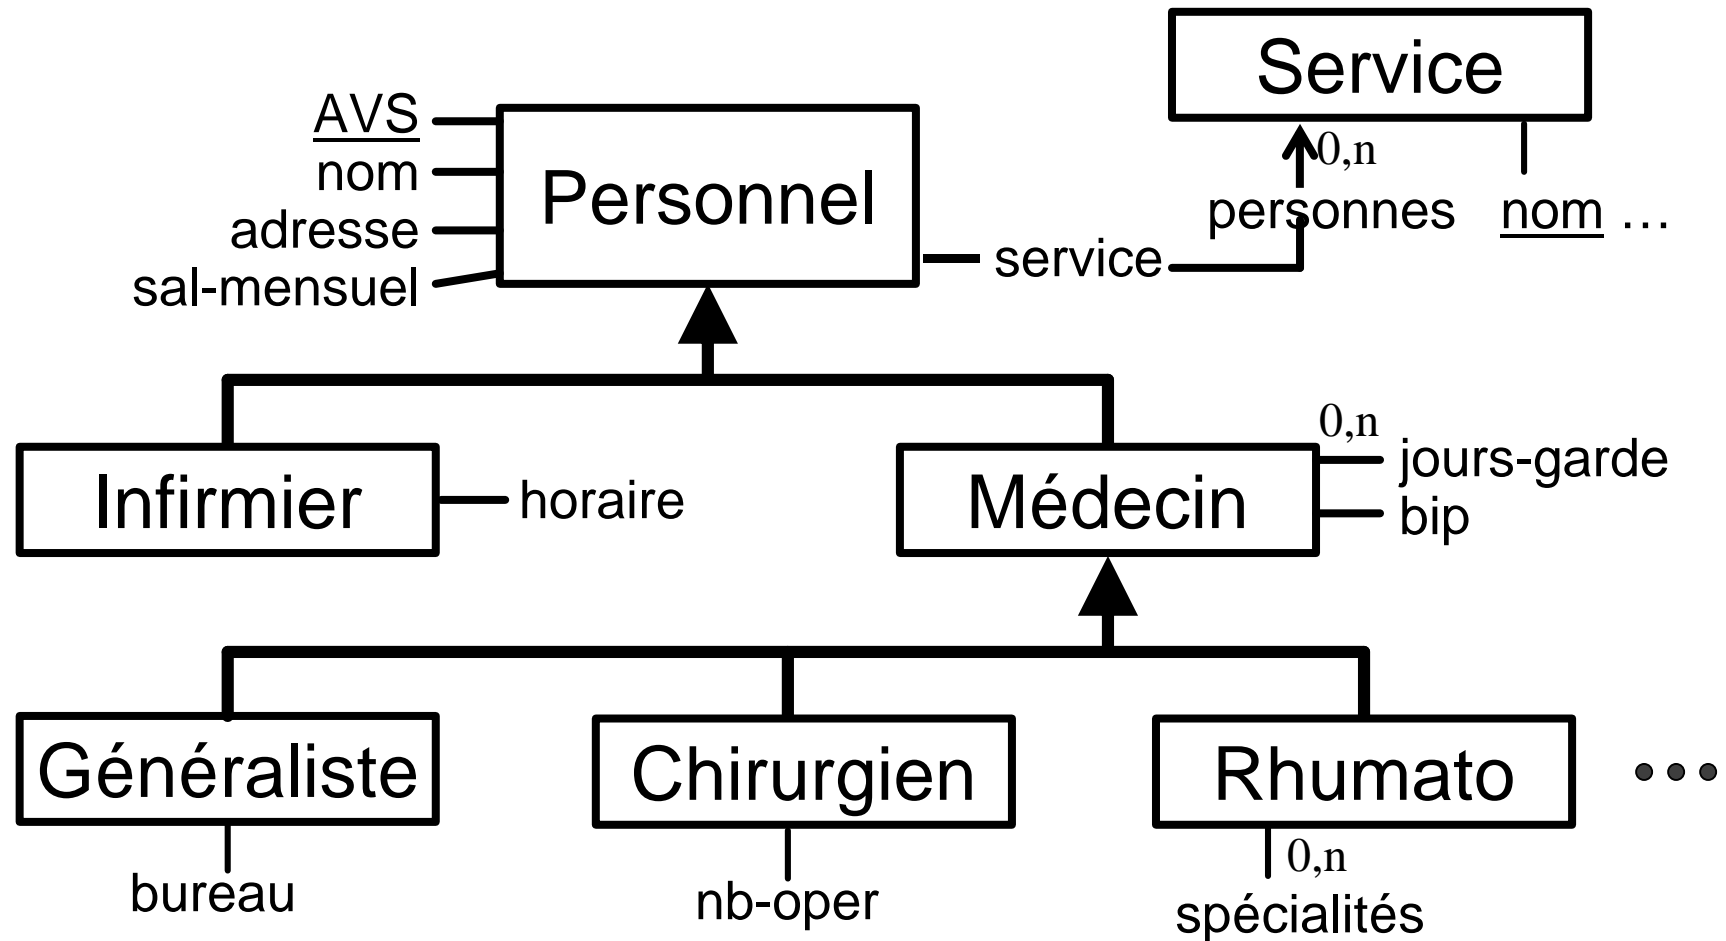 Service
AVS
nom
adresse
sal-mensuel
Personnel
0,n
personnes
nom ...
service
Infirmier
horaire
Médecin
0,n
jours-garde
bip
Généraliste
Chirurgien
Rhumato
bureau
nb-oper
0,n
spécialités